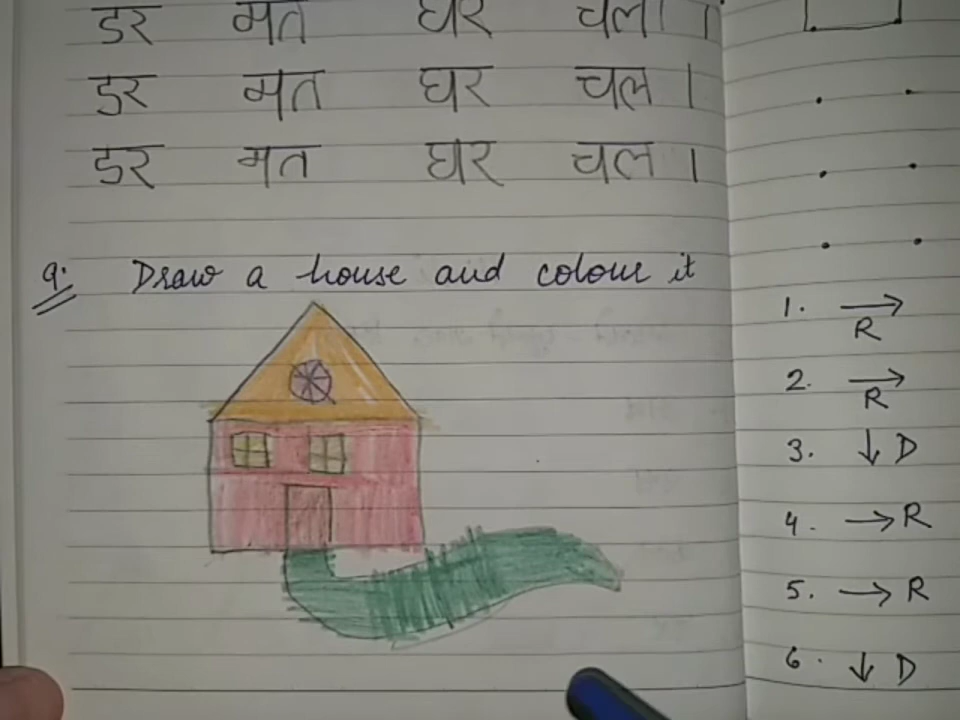 डर मत घर चल ।
डर मत घर चल ।
डर मत घर चल ।
9. Draw a house and colour it
1. → R
2. → R
3. ↓ D
4. → R
5. → R
6. ↓ D